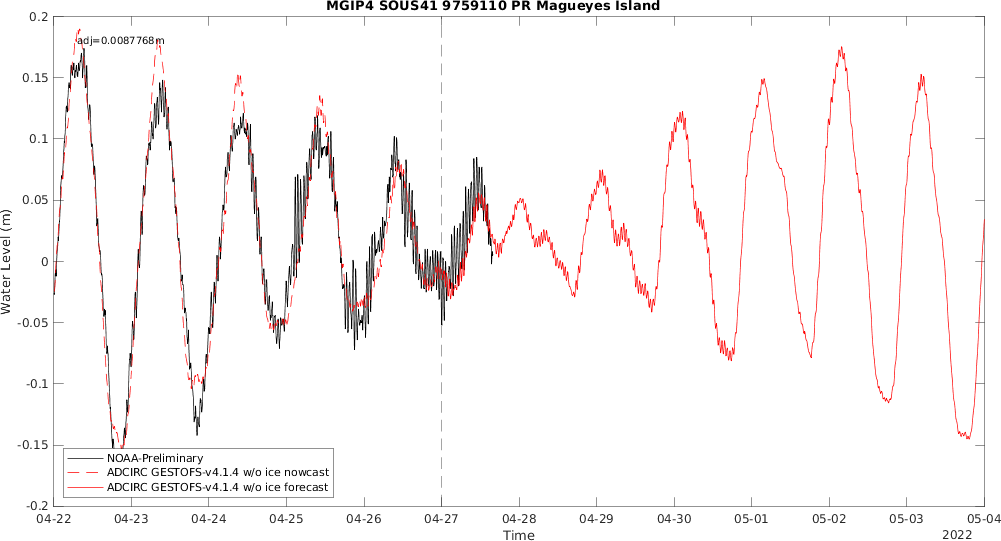 MGIP4 SOUS41 9759110 PR Magueyes Island
0.2
adj=0.0087768m
0.15
0.1
0.05
0
-0.05
-0.1
-0.15
-0.2
Water Level (m)
NOAA-Preliminary
ADCIRC GESTOFS-v4.1.4 w/o ice nowcast
ADCIRC GESTOFS-v4.1.4 w/o ice forecast
04-22 04-23 04-24 04-25 04-26 04-27 04-28 04-29 04-30 05-01 05-02 05-03 05-04
Time
2022